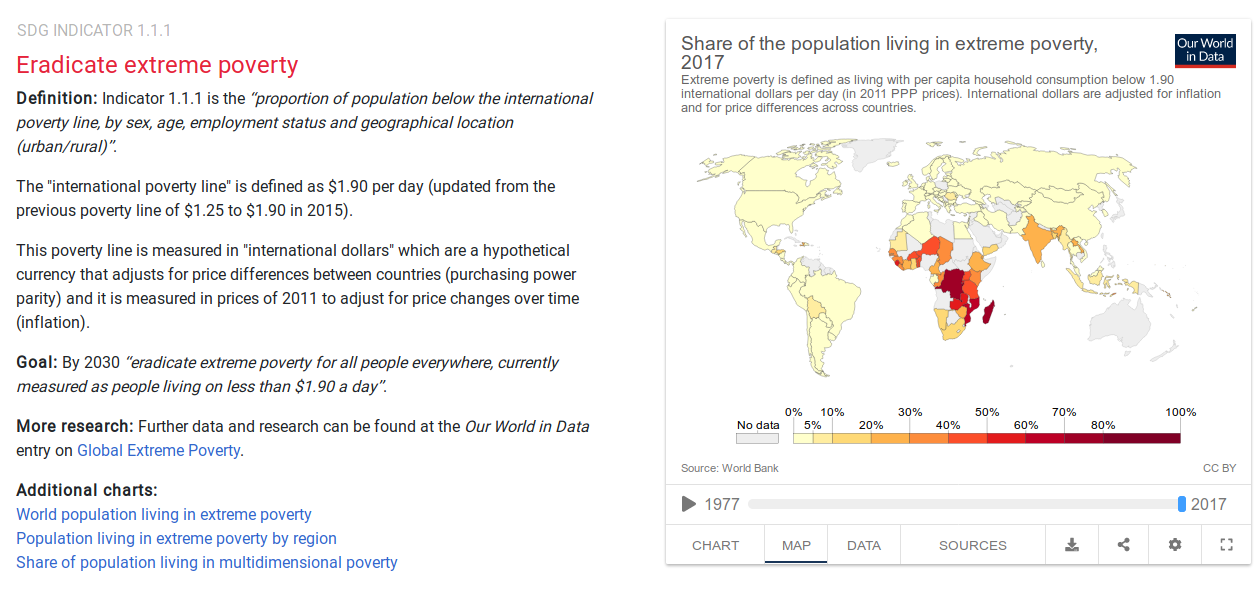 SDG INDICATOR 1.1.1
Eradicate extreme poverty
Definition: Indicator 1.1.1 is the “proportion of population below the international
poverty line, by sex, age, employment status and geographical location
(urban/rural)”.
The "international poverty line" is defined as $1.90 per day (updated from the
previous poverty line of $1.25 to $1.90 in 2015).
This poverty line is measured in "international dollars" which are a hypothetical
currency that adjusts for price differences between countries (purchasing power
parity) and it is measured in prices of 2011 to adjust for price changes over time
(inflation).
Goal: By 2030 “eradicate extreme poverty for all people everywhere, currently
measured as people living on less than $1.90 a day”.
More research: Further data and research can be found at the Our World in Data
entry on Global Extreme Poverty.
Additional charts:
World population living in extreme poverty
Population living in extreme poverty by region
Share of population living in multidimensional poverty
Share of the population living in extreme poverty,
2017
Our World
in Data
Extreme poverty is defined as living with per capita household consumption below 1.90
international dollars per day (in 2011 PPP prices). International dollars are adjusted for inflation
and for price differences across countries.
0% 10% 30% 50% 70% 100%
No data 5% 20% 40% 60% 80%
Source: World Bank CC BY
1977 2017
CHART MAP DATA SOURCES